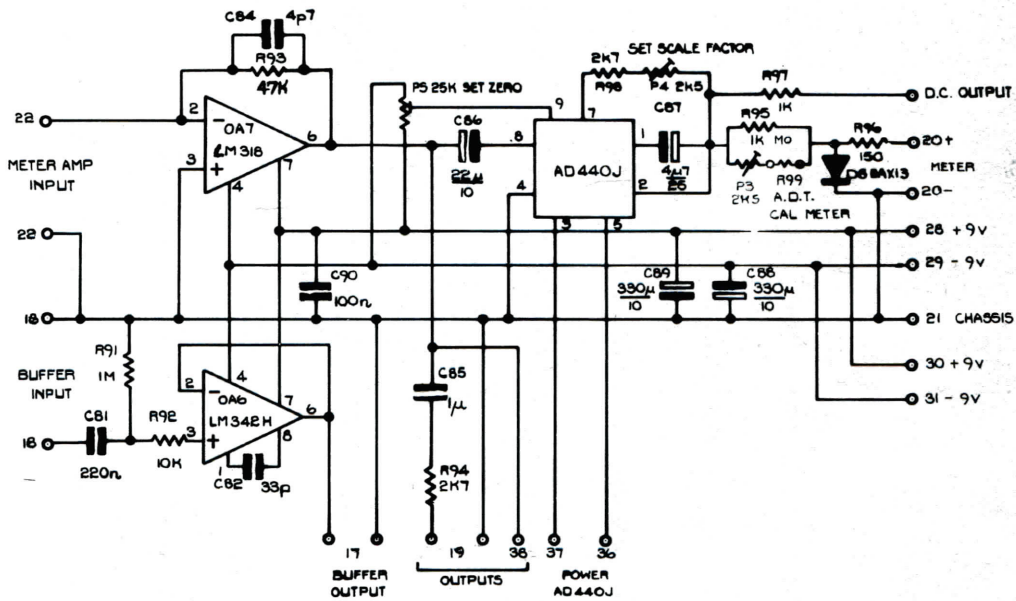 C84
4p7
R93
47K
2
OA7
LM318
3
6
7
4
22
METER AMP
INPUT
22
18
P5 25K SET ZERO
C86
22µ
10
8
9
7
4
AD440J
1
2
3
5
2K7
R98
SET SCALE FACTOR
P4 2K5
C87
4µ7
25
R97
1K
D.C. OUTPUT
R95
1K MO
R96
150
20+
METER
20-
D8 BAX13
P3
2K5
R99
A.D.T.
CAL METER
28 +9V
29 -9V
21 CHASSIS
30 +9V
31 -9V
C90
100n
C89
330µ
10
C88
330µ
10
R91
1M
BUFFER
INPUT
C81
220n
R92
10K
18
2
OA6
LM342H
3
4
6
7
8
1
C82
33p
C85
1µ
R94
2K7
17
BUFFER
OUTPUT
19
38
OUTPUTS
37
36
POWER
AD440J